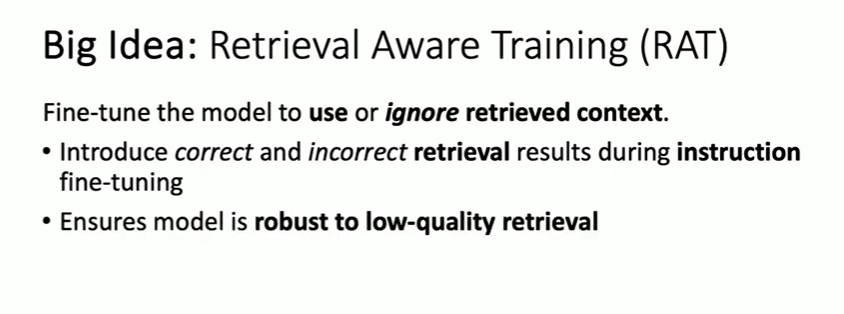 Big Idea: Retrieval Aware Training (RAT)
Fine-tune the model to use or ignore retrieved context.
• Introduce correct and incorrect retrieval results during instruction
fine-tuning
• Ensures model is robust to low-quality retrieval